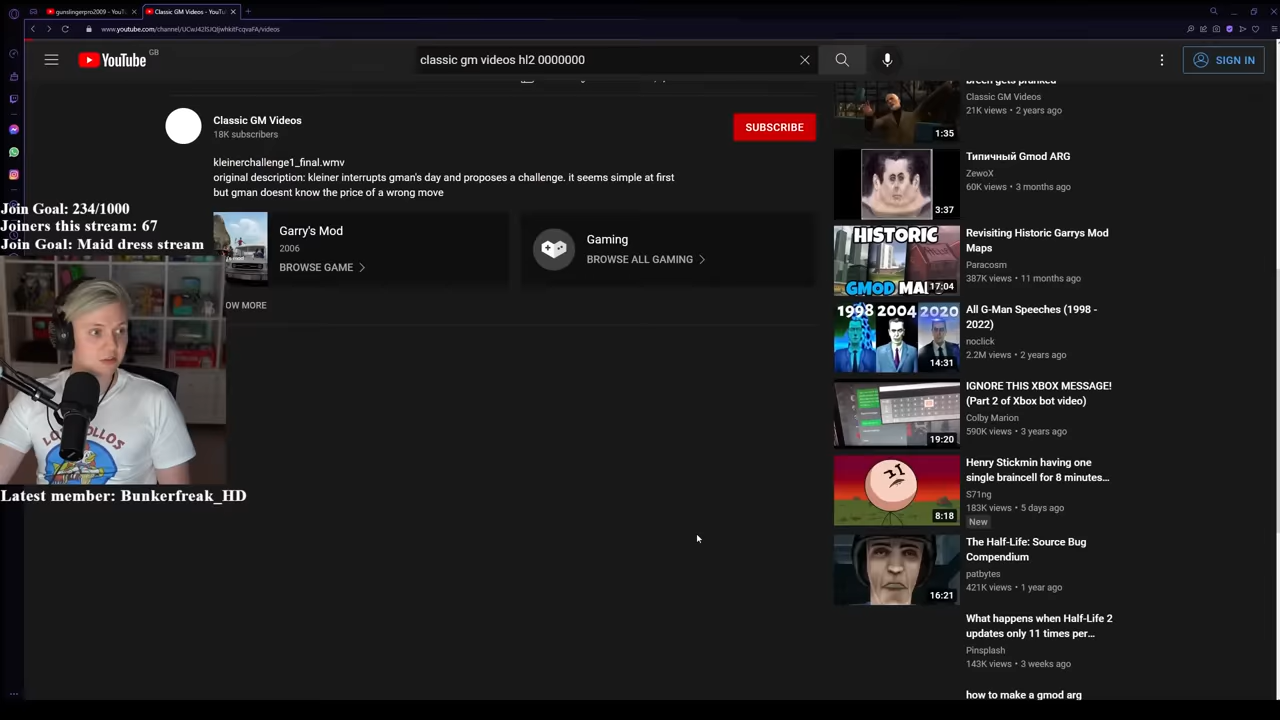 gunslingerpro2009 - YouTu
Classic GM Videos - YouTu
www.youtube.com/channel/UCwJ42ISJQIjwhkitFcqvaFA/videos
YouTube GB
classic gm videos hl2 0000000
SIGN IN
Classic GM Videos
18K subscribers
SUBSCRIBE
kleinerchallenge1_final.wmv
original description: kleiner interrupts gman's day and proposes a challenge. it seems simple at first
but gman doesnt know the price of a wrong move
Garry's Mod
2006
BROWSE GAME
Gaming
BROWSE ALL GAMING
OW MORE
Join Goal: 234/1000
Joiners this stream: 67
Join Goal: Maid dress stream
LOS POLLOS
Latest member: Bunkerfreak_HD
breen gets pranked
Classic GM Videos
21K views • 2 years ago
1:35
Типичный Gmod ARG
ZewoX
60K views • 3 months ago
3:37
HISTORIC
GMOD MA
17:04
Revisiting Historic Garrys Mod
Maps
Paracosm
387K views • 11 months ago
1998 2004 2020
14:31
All G-Man Speeches (1998 -
2022)
noclick
2.2M views • 2 years ago
19:20
IGNORE THIS XBOX MESSAGE!
(Part 2 of Xbox bot video)
Colby Marion
590K views • 3 years ago
8:18
Henry Stickmin having one
single braincell for 8 minutes...
S71ng
183K views • 5 days ago
New
16:21
The Half-Life: Source Bug
Compendium
patbytes
421K views • 1 year ago
What happens when Half-Life 2
updates only 11 times per...
Pinsplash
143K views • 3 weeks ago
how to make a gmod arg